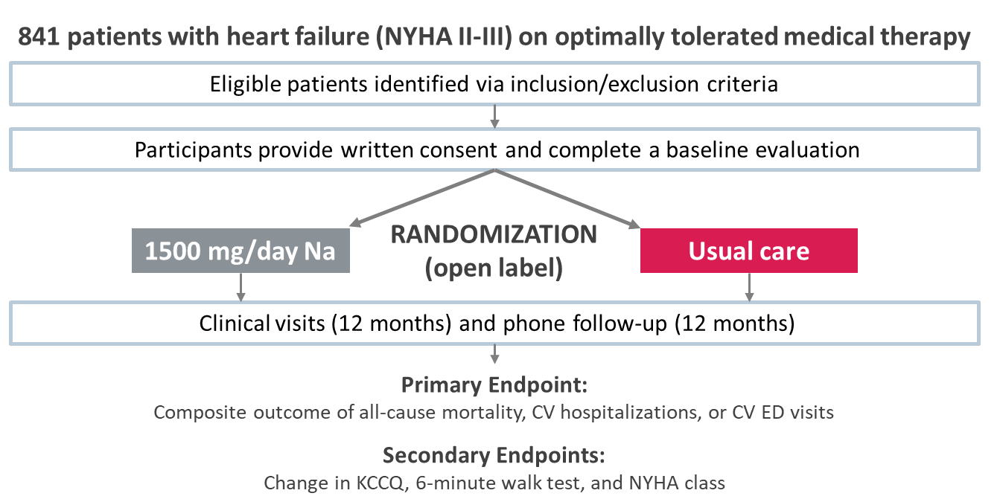 841 patients with heart failure (NYHA II-III) on optimally tolerated medical therapy
Eligible patients identified via inclusion/exclusion criteria
Participants provide written consent and complete a baseline evaluation
1500 mg/day Na
RANDOMIZATION
(open label)
Usual care
Clinical visits (12 months) and phone follow-up (12 months)
Primary Endpoint:
Composite outcome of all-cause mortality, CV hospitalizations, or CV ED visits
Secondary Endpoints:
Change in KCCQ, 6-minute walk test, and NYHA class